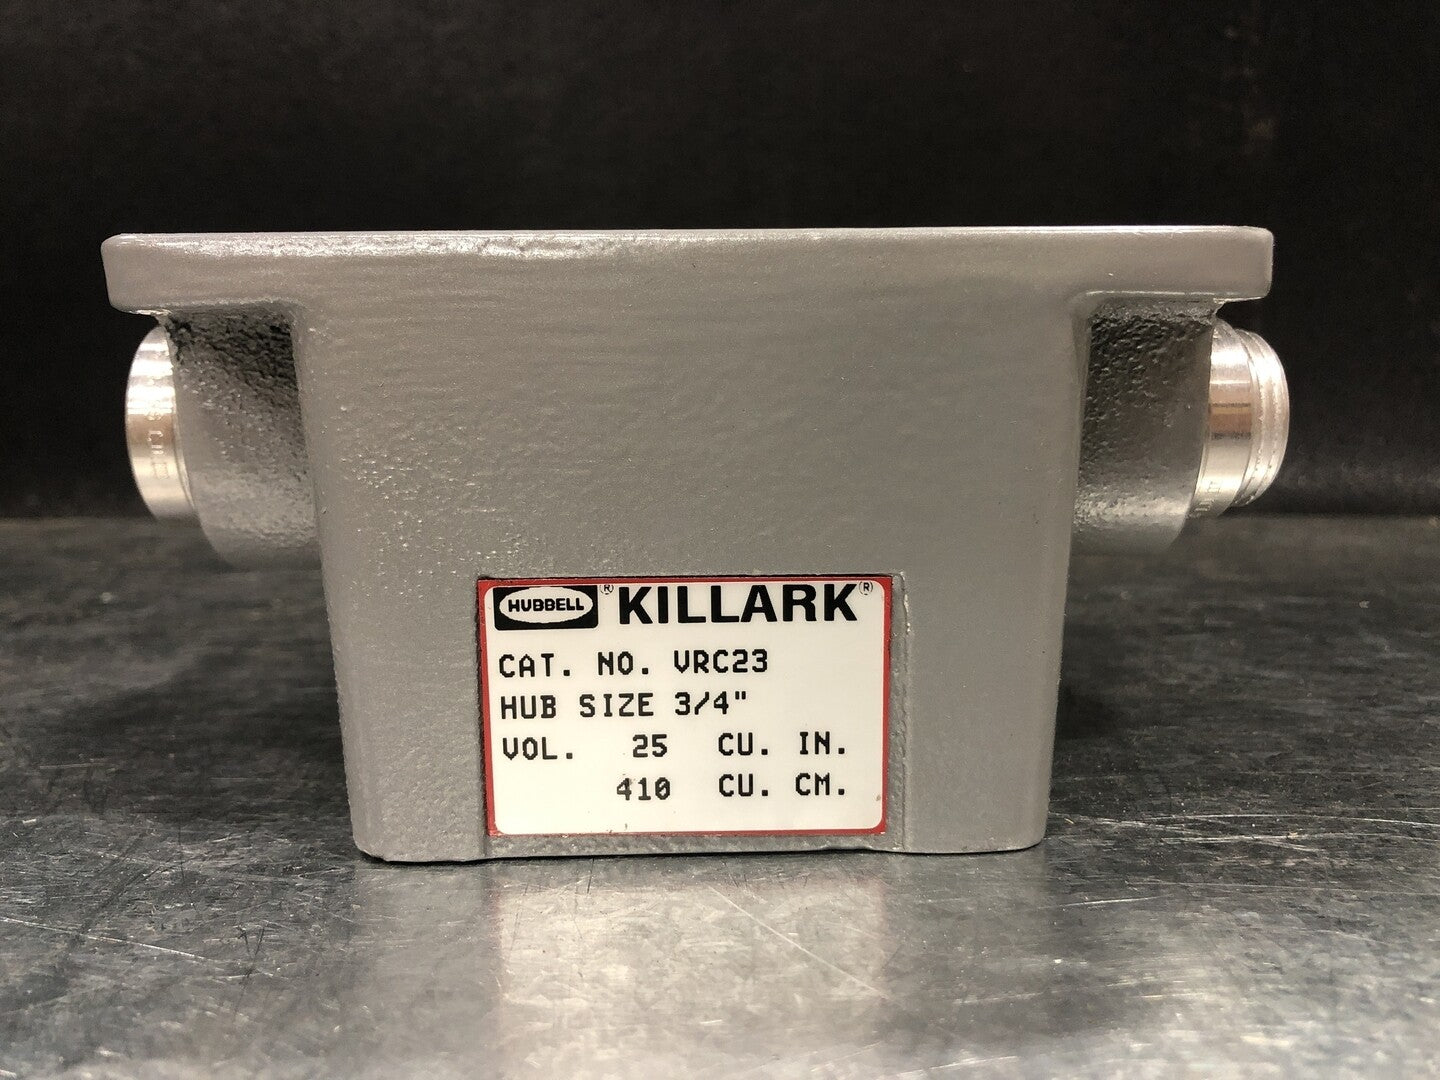 HUBBELL ® KILLARK ®
CAT. NO. VRC23
HUB SIZE 3/4"
VOL. 25 CU. IN.
410 CU. CM.